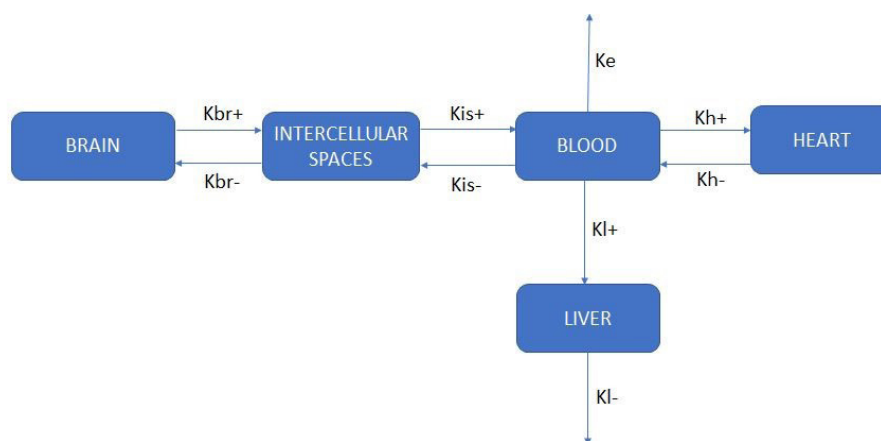 Ke
Kbr+
Kis+
Kh+
BRAIN
INTERCELLULAR
SPACES
BLOOD
HEART
Kbr-
Kis-
Kh-
Kl+
LIVER
Kl-